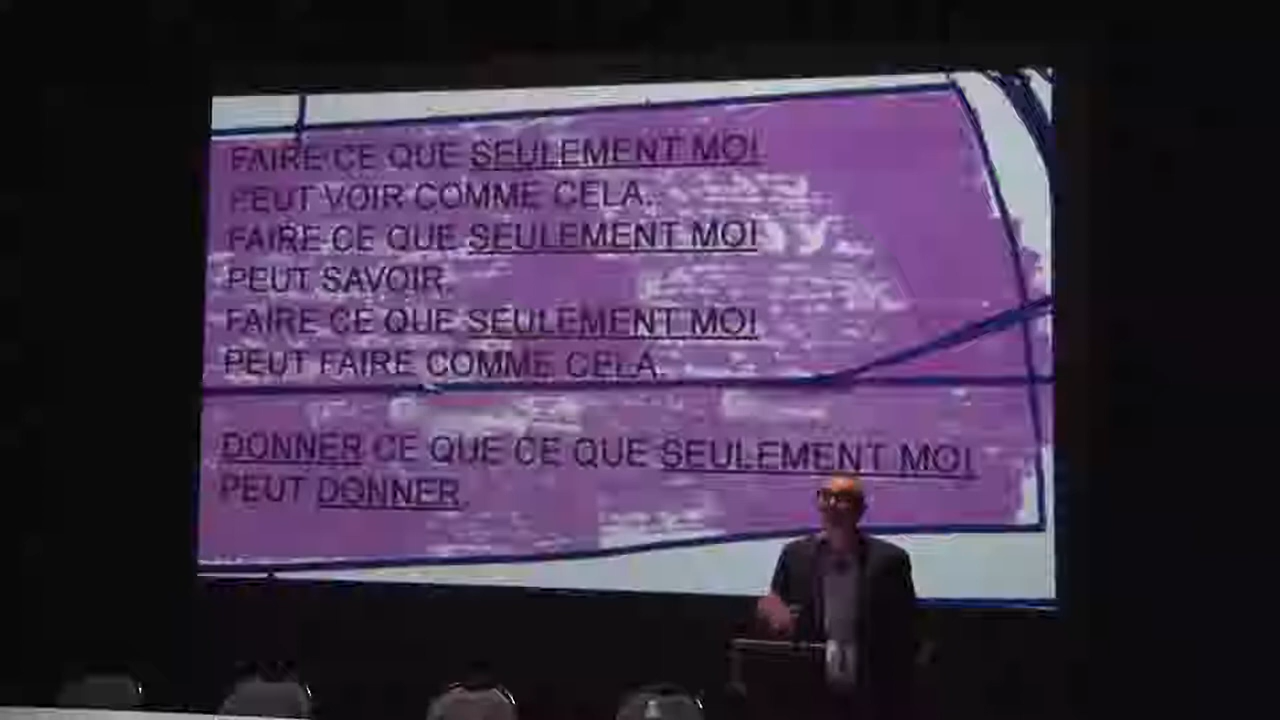 FAIRE CE QUE SEULEMENT MOI
PEUT VOIR COMME CELA.
FAIRE CE QUE SEULEMENT MOI
PEUT SAVOIR.
FAIRE CE QUE SEULEMENT MOI
PEUT FAIRE COMME CELA.
DONNER CE QUE CE QUE SEULEMENT MOI
PEUT DONNER.